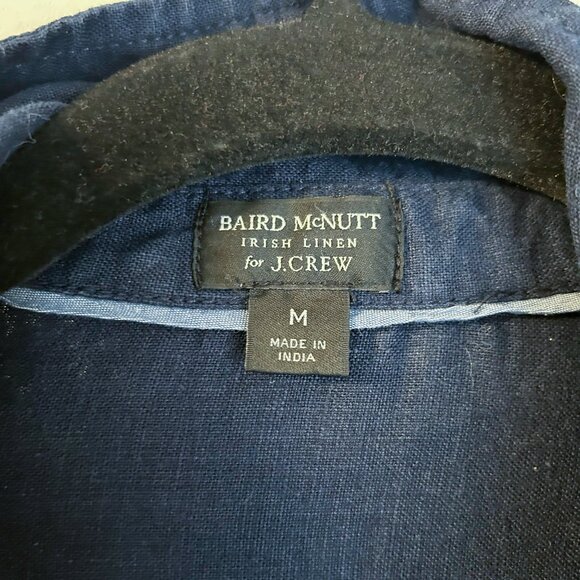 BAIRD McNUTT
IRISH LINEN
for J.CREW
M
MADE IN
INDIA